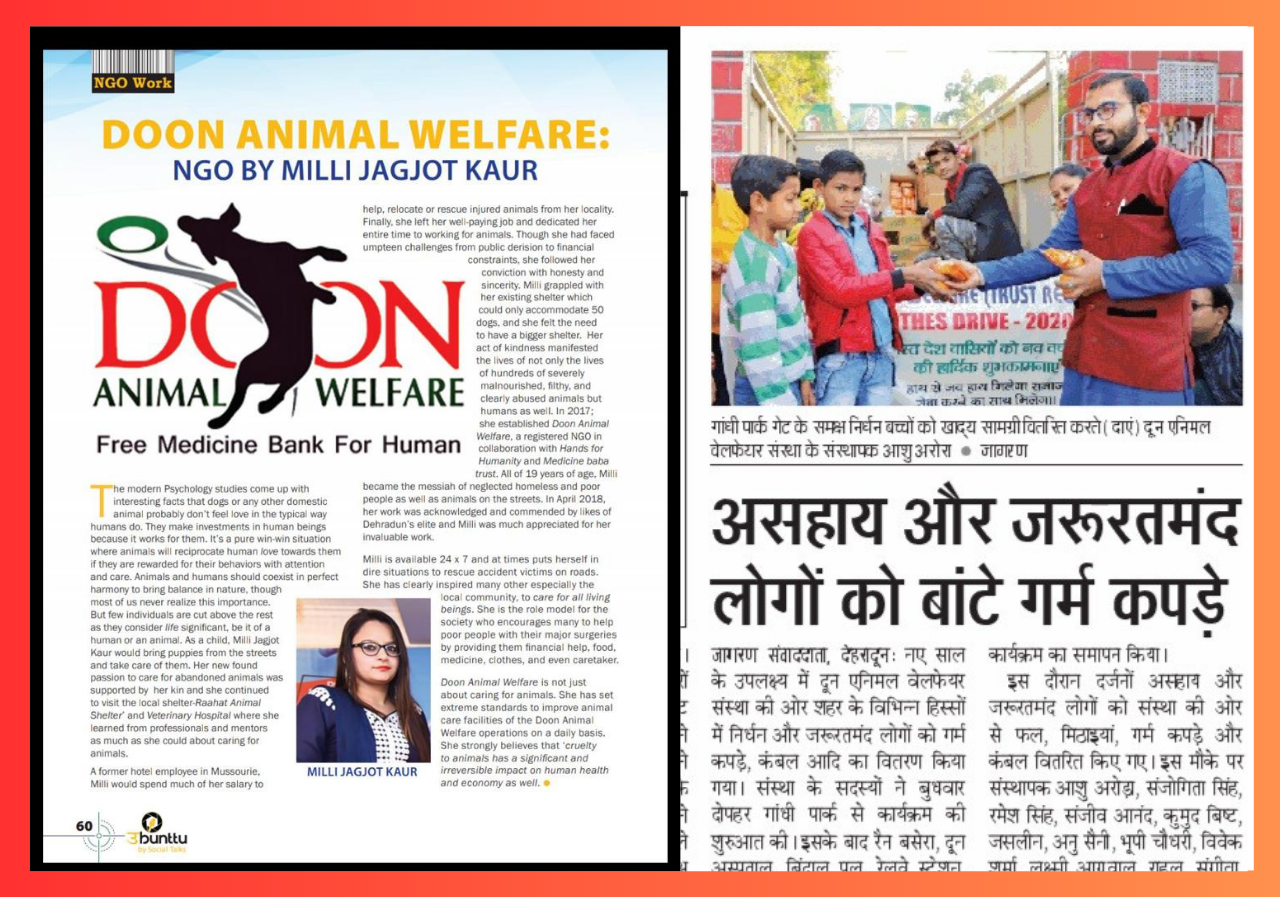 NGO Work
DOON ANIMAL WELFARE:
NGO BY MILLI JAGJOT KAUR
DOON
ANIMAL WELFARE
Free Medicine Bank For Human
The modern Psychology studies come up with
interesting facts that dogs or any other domestic
animal probably don't feel love in the typical way
humans do. They make investments in human beings
because it works for them. It's a pure win-win situation
where animals will reciprocate human love towards them
if they are rewarded for their behaviors with attention
and care. Animals and humans should coexist in perfect
harmony to bring balance in nature, though
most of us never realize this importance.
But few individuals are cut above the rest
as they consider life significant, be it of a
human or an animal. As a child, Milli Jagjot
Kaur would bring puppies from the streets
and take care of them. Her new found
passion to care for abandoned animals was
supported by her kin and she continued
to visit the local shelter-Raahat Animal
Shelter' and Veterinary Hospital where she
learned from professionals and mentors
as much as she could about caring for
animals.
A former hotel employee in Mussourie,
Milli would spend much of her salary to
help, relocate or rescue injured animals from her locality.
Finally, she left her well-paying job and dedicated her
entire time to working for animals. Though she had faced
umpteen challenges from public derision to financial
constraints, she followed her
conviction with honesty and
sincerity. Milli grappled with
her existing shelter which
could only accommodate 50
dogs, and she felt the need
to have a bigger shelter. Her
act of kindness manifested
the lives of not only the lives
of hundreds of severely
malnourished, filthy, and
clearly abused animals but
humans as well. In 2017;
she established Doon Animal
Welfare, a registered NGO in
collaboration with Hands for
Humanity and Medicine baba
trust. All of 19 years of age, Milli
became the messiah of neglected homeless and poor
people as well as animals on the streets. In April 2018,
her work was acknowledged and commended by likes of
Dehradun's elite and Milli was much appreciated for her
invaluable work.
Milli is available 24 x 7 and at times puts herself in
dire situations to rescue accident victims on roads.
She has clearly inspired many other especially the
local community, to care for all living
beings. She is the role model for the
society who encourages many to help
poor people with their major surgeries
by providing them financial help, food,
medicine, clothes, and even caretaker.
Doon Animal Welfare is not just
about caring for animals. She has set
extreme standards to improve animal
care facilities of the Doon Animal
Welfare operations on a daily basis.
She strongly believes that 'cruelty
to animals has a significant and
irreversible impact on human health
and economy as well.
MILLI JAGJOT KAUR
60
उbunttu
by Social Talks
(TRUST RE
THES DRIVE - 202
देश वासियों को नव व
की हार्दिक शुभकामनाएं
हाथ से जब हाथ मिलेगा समाज
सेवा करने का साथ मिलेगा।।
गांधी पार्क गेट के समक्ष निर्धन बच्चों को खाद्य सामग्री वितरित करते( दाएं) दून एनिमल
वेलफेयर संस्था के संस्थापक आशु अरोरा ● जागरण
असहाय और जरूरतमंद
लोगों को बांटे गर्म कपड़े
जागरण संवाददाता, देहरादून: नए साल
के उपलक्ष्य में दून एनिमल वेलफेयर
संस्था की ओर शहर के विभिन्न हिस्सों
में निर्धन और जरूरतमंद लोगों को गर्म
कपड़े, कंबल आदि का वितरण किया
गया। संस्था के सदस्यों ने बुधवार
दोपहर गांधी पार्क से कार्यक्रम की
शुरुआत की। इसके बाद रैन बसेरा, दून
अस्पताल, बिंदाल पुल, रेलवे स्टेशन,
कार्यक्रम का समापन किया।
इस दौरान दर्जनों असहाय और
जरूरतमंद लोगों को संस्था की ओर
से फल, मिठाइयां, गर्म कपड़े और
कंबल वितरित किए गए। इस मौके पर
संस्थापक आशु अरोड़ा, संजोगिता सिंह,
रमेश सिंह, संजीव आनंद, कुमुद बिष्ट,
जसलीन, अनु सैनी, भूपी चौधरी, विवेक
शर्मा, लक्ष्मी अग्रवाल, राहुल, संगीता